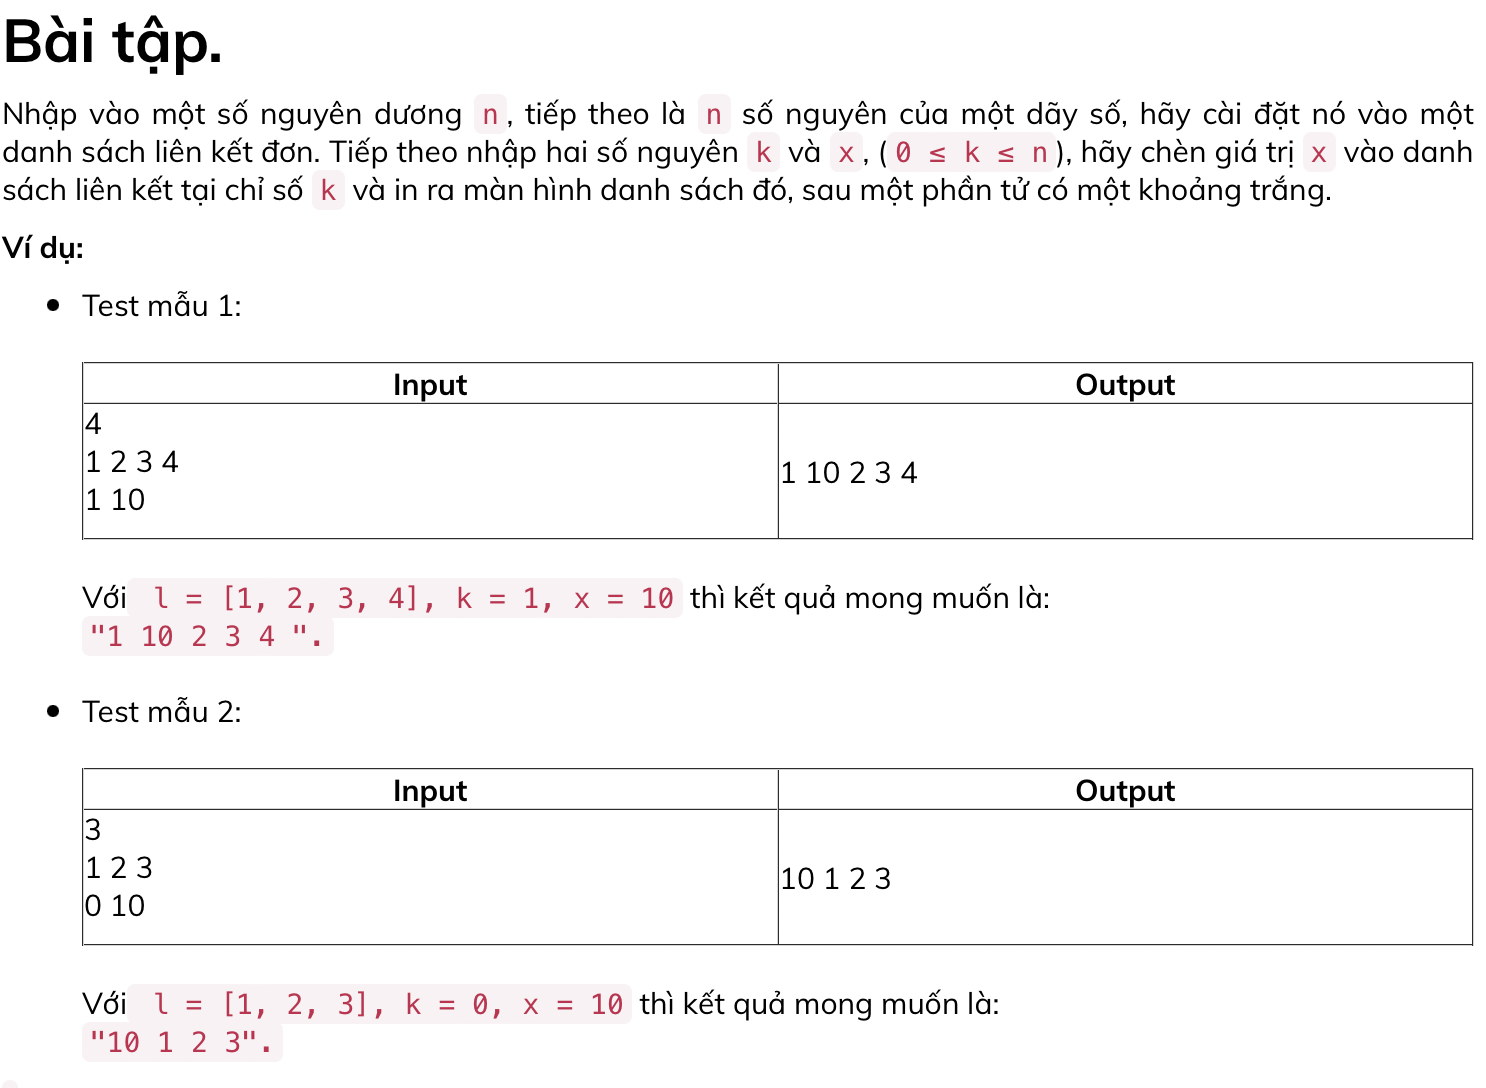 Bài tập.
Nhập vào một số nguyên dương n, tiếp theo là n số nguyên của một dãy số, hãy cài đặt nó vào một
danh sách liên kết đơn. Tiếp theo nhập hai số nguyên k và x, (0 ≤ k ≤ n), hãy chèn giá trị x vào danh
sách liên kết tại chỉ số k và in ra màn hình danh sách đó, sau một phần tử có một khoảng trắng.
Ví dụ:
Test mẫu 1:
Input Output
4
1 2 3 4
1 10 2 3 4
1 10
Với l = [1, 2, 3, 4], k = 1, x = 10 thì kết quả mong muốn là:
"1 10 2 3 4 ".
Test mẫu 2:
Input Output
3
1 2 3
10 1 2 3
0 10
Với l = [1, 2, 3], k = 0, x = 10 thì kết quả mong muốn là:
"10 1 2 3".